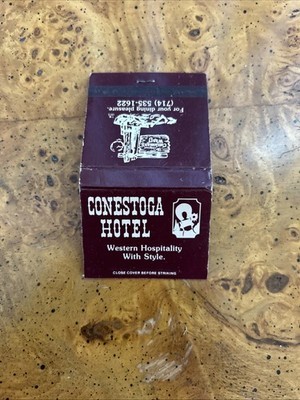 CONESTOGA
HOTEL
Western Hospitality
With Style.
CLOSE COVER BEFORE STRIKING
For your dining pleasure.
(714) 535-1622